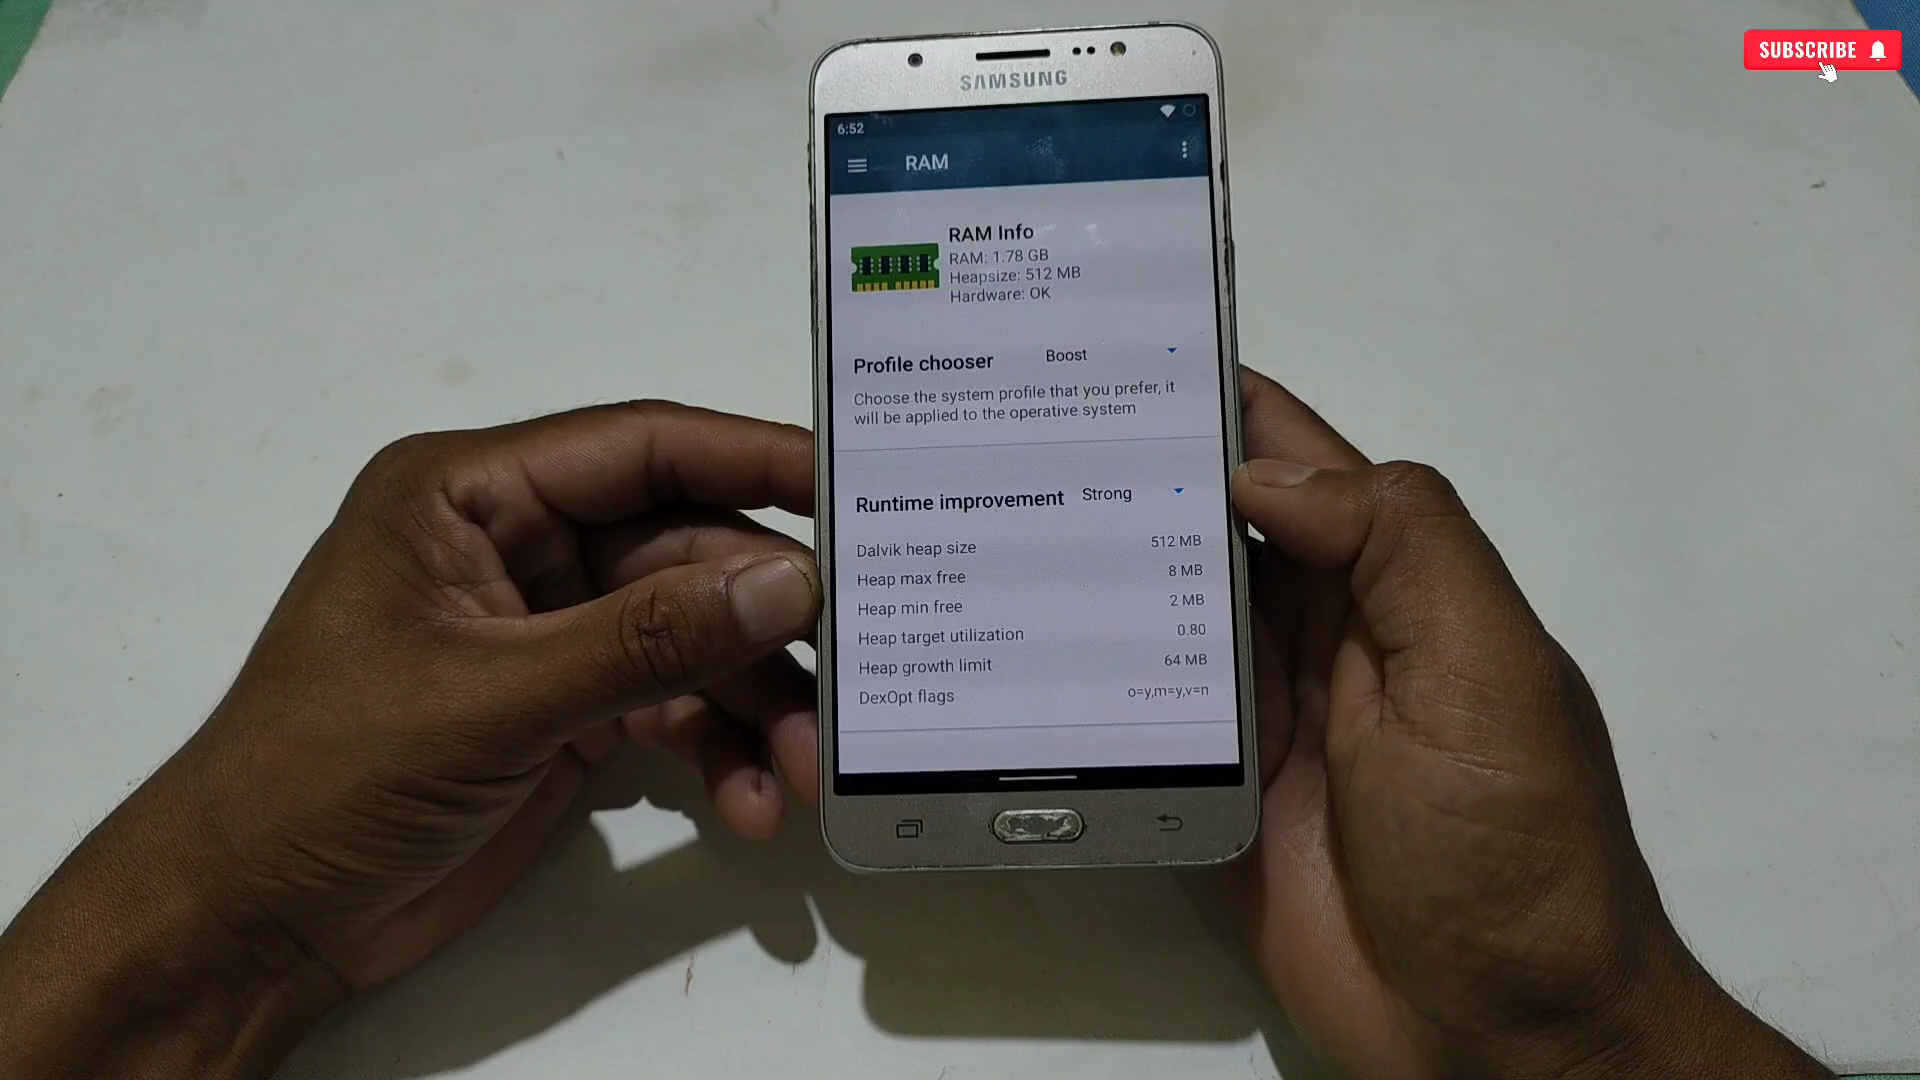 SUBSCRIBE
SAMSUNG
6:52
RAM
RAM Info
RAM: 1.78 GB
Heapsize: 512 MB
Hardware: OK
Profile chooser Boost
Choose the system profile that you prefer, it
will be applied to the operative system
Runtime improvement Strong
Dalvik heap size 512 MB
Heap max free 8 MB
Heap min free 2 MB
Heap target utilization 0.80
Heap growth limit 64 MB
DexOpt flags o=y,m=y,v=n